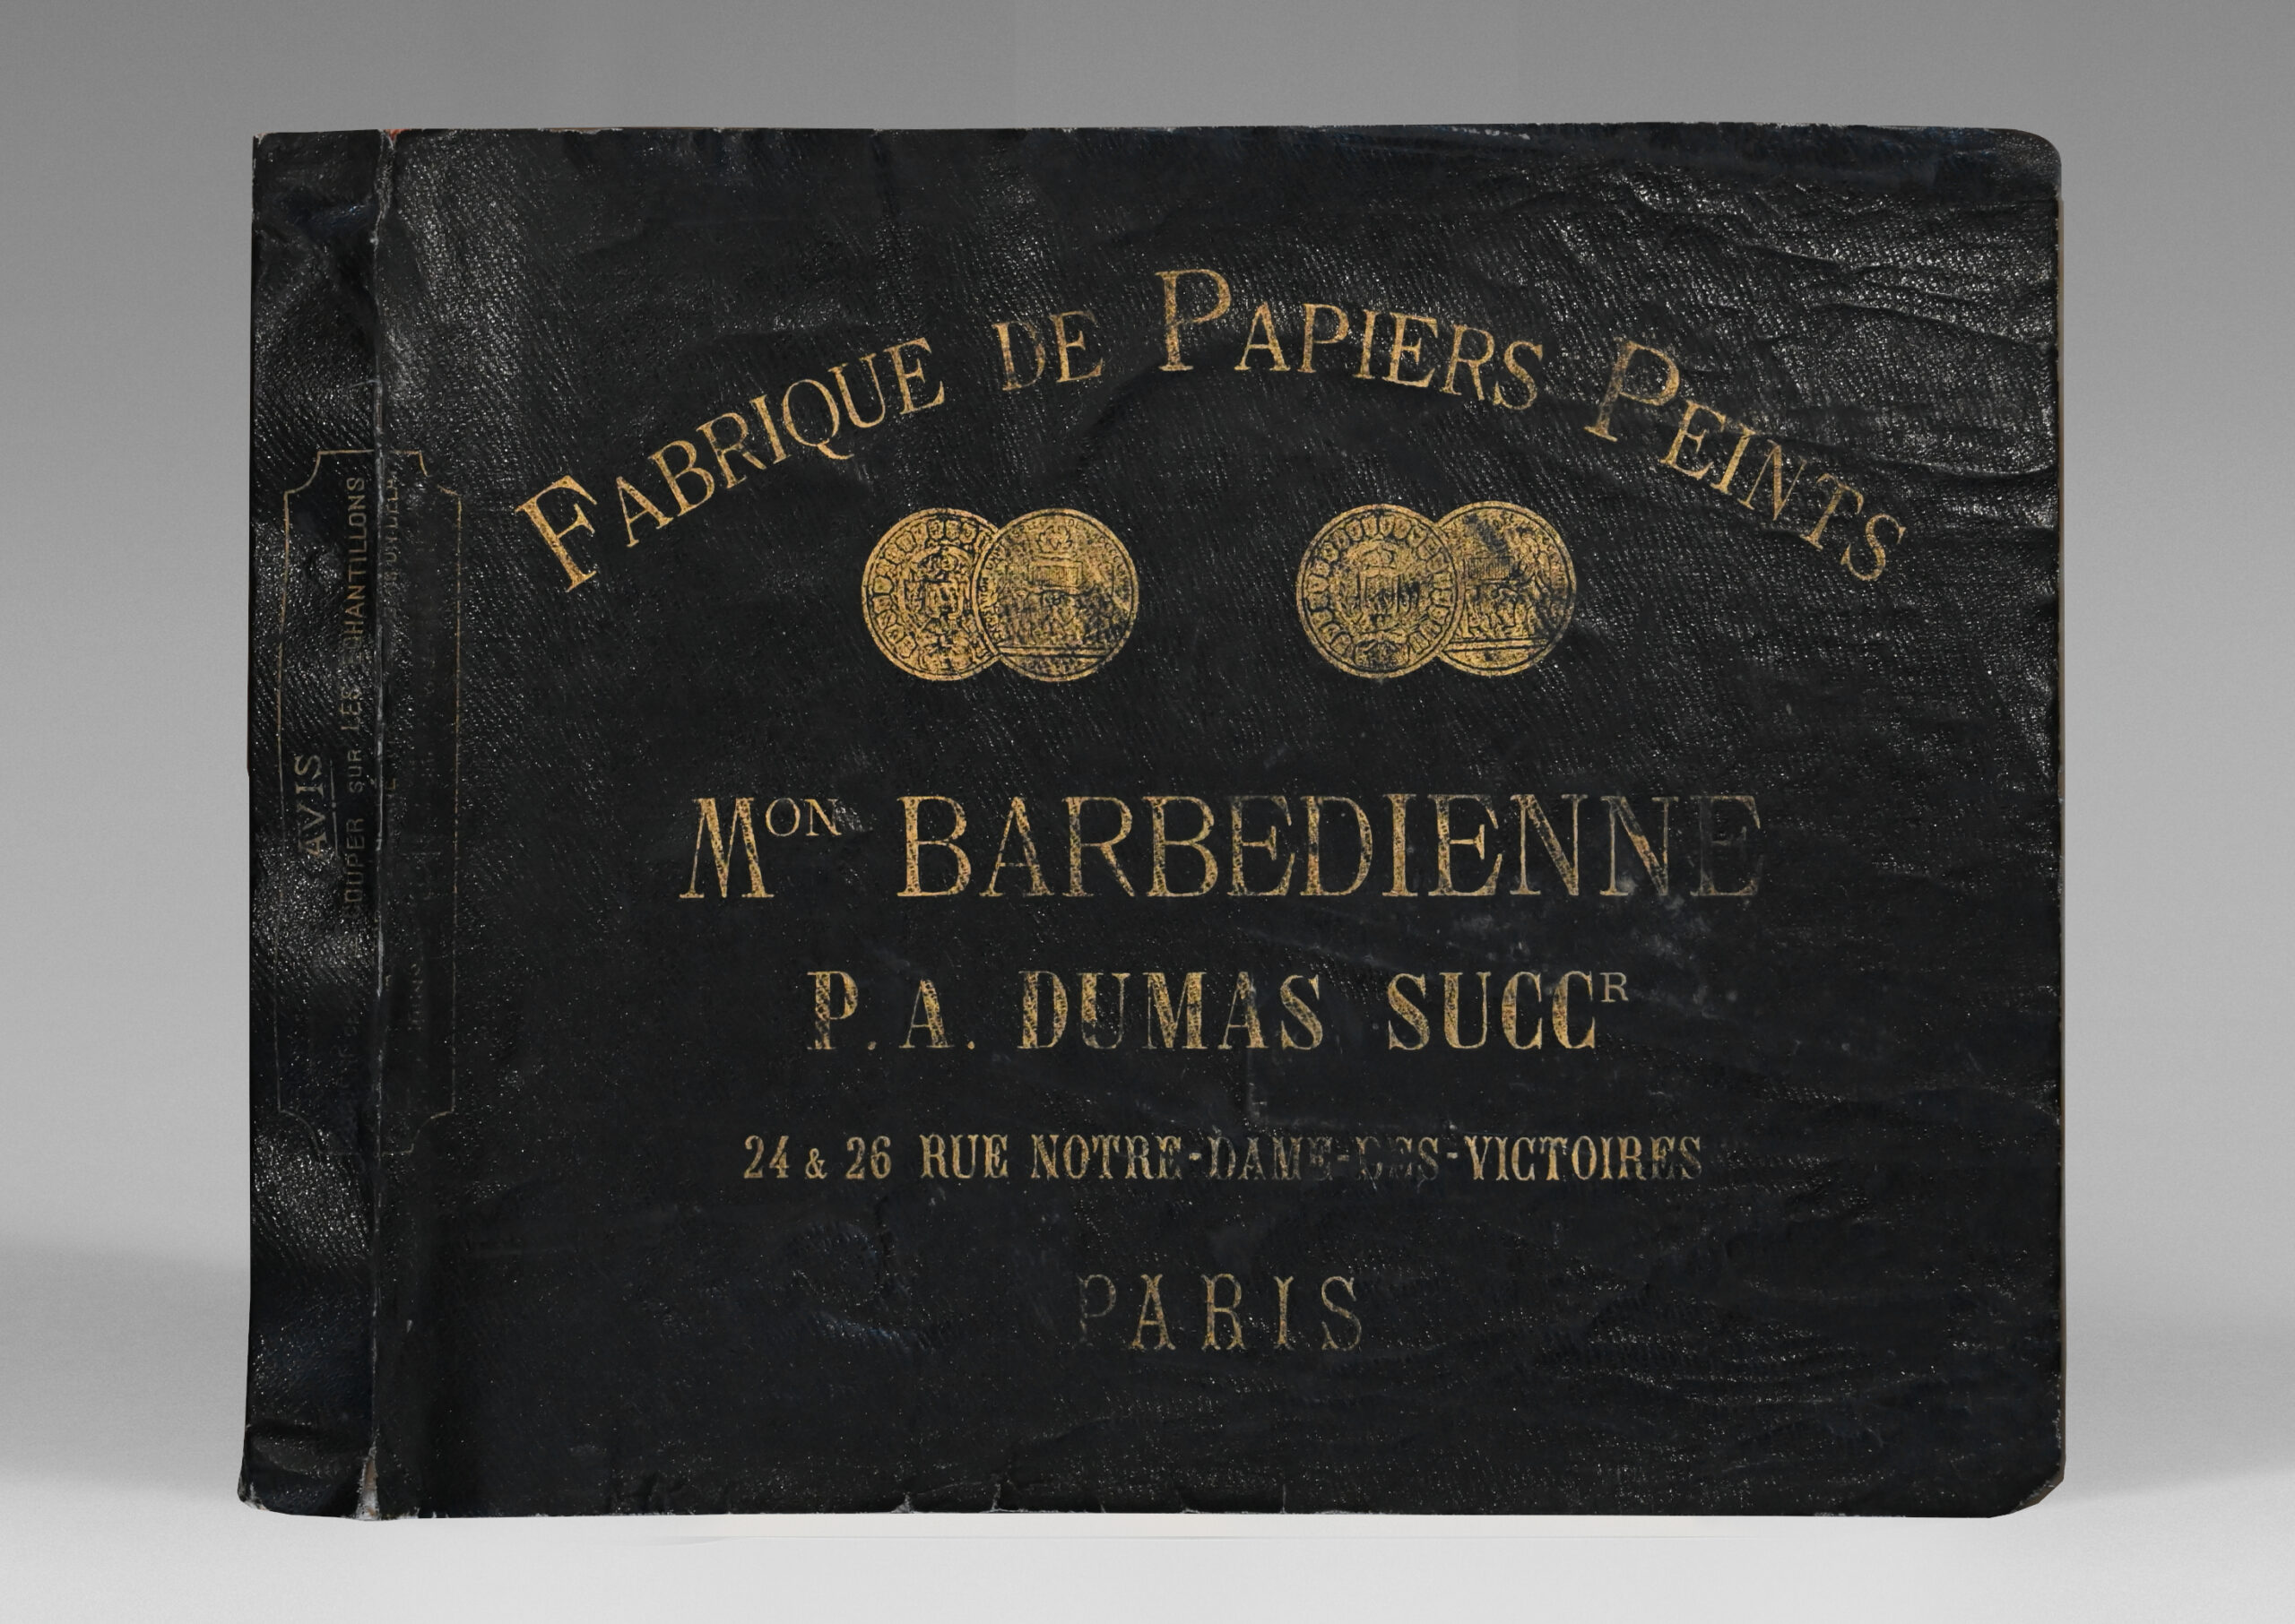 FABRIQUE DE PAPIERS PEINTS
MON BARBEDIENNE
P. A. DUMAS SUCCR
24 & 26 RUE NOTRE-DAME-DES-VICTOIRES
PARIS
AVIS
COUPER SUR LES ECHANTILLONS